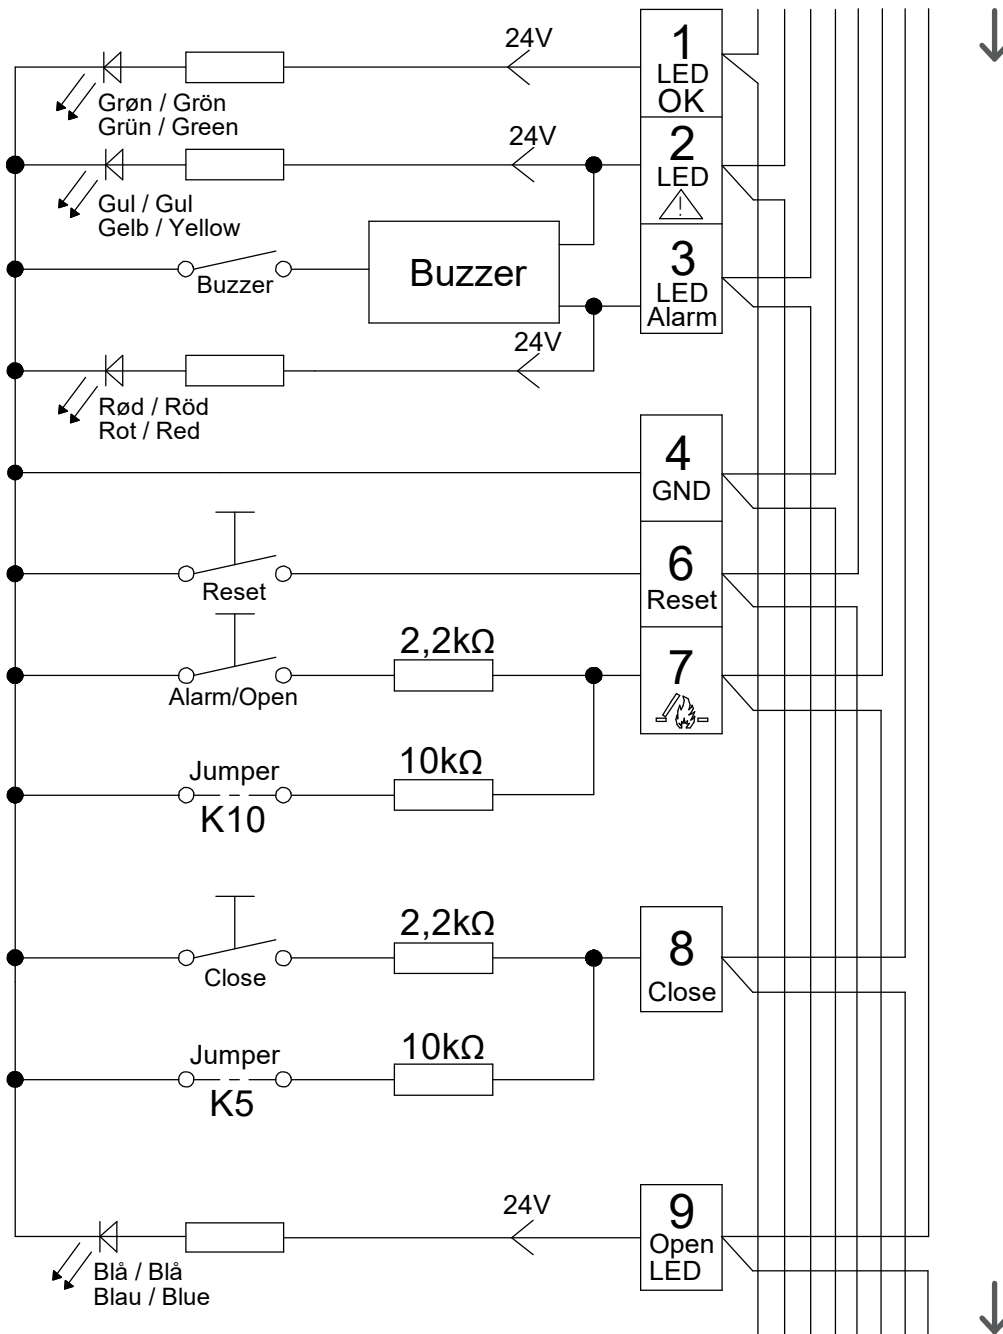 24V
1
LED
OK
Grøn / Grön
Grün / Green
24V
2
LED
Gul / Gul
Gelb / Yellow
Buzzer
Buzzer
3
LED
Alarm
24V
Rød / Röd
Rot / Red
4
GND
Reset
6
Reset
2,2kΩ
Alarm/Open
7
Jumper
K10
10kΩ
2,2kΩ
Close
8
Close
Jumper
K5
10kΩ
24V
9
Open
LED
Blå / Blå
Blau / Blue